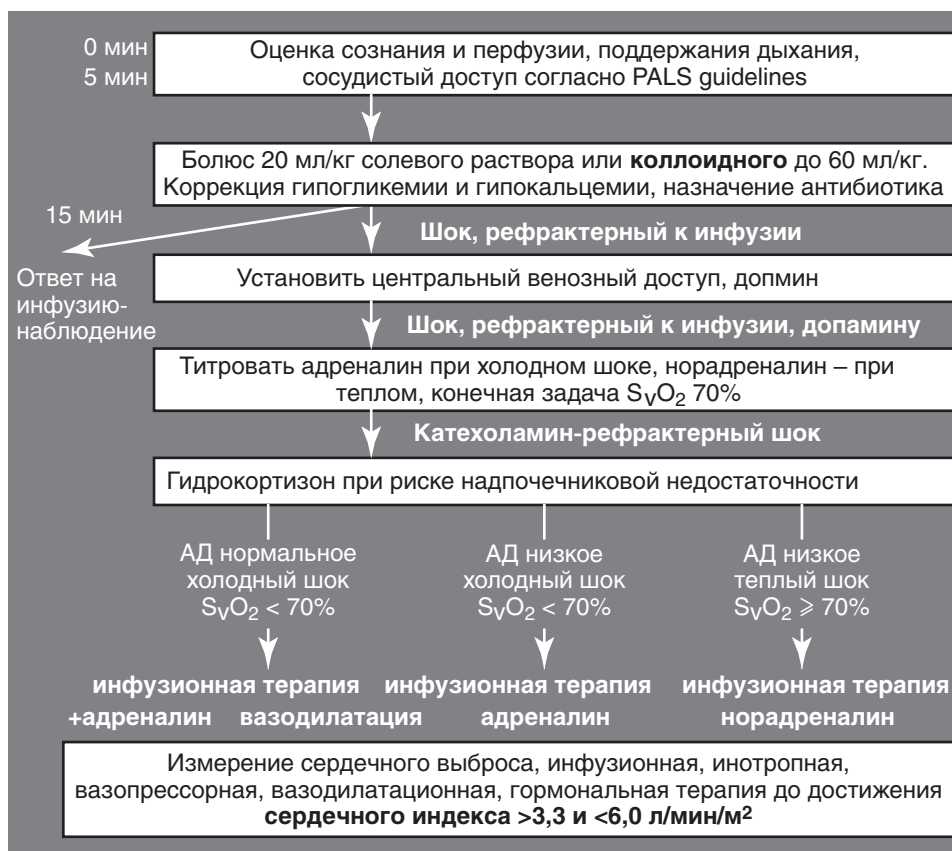 0 мин
5 мин
Оценка сознания и перфузии, поддержания дыхания,
сосудистый доступ согласно PALS guidelines
Болюс 20 мл/кг солевого раствора или коллоидного до 60 мл/кг.
Коррекция гипогликемии и гипокальцемии, назначение антибиотика
15 мин
Ответ на
инфузию-
наблюдение
Шок, рефрактерный к инфузии
Установить центральный венозный доступ, допмин
Шок, рефрактерный к инфузии, допамину
Титровать адреналин при холодном шоке, норадреналин – при
теплом, конечная задача SVO2 70%
Катехоламин-рефрактерный шок
Гидрокортизон при риске надпочечниковой недостаточности
АД нормальное
холодный шок
SVO2 < 70%
АД низкое
холодный шок
SVO2 < 70%
АД низкое
теплый шок
SVO2 ⩾ 70%
инфузионная терапия
+адреналин вазодилатация
инфузионная терапия
адреналин
инфузионная терапия
норадреналин
Измерение сердечного выброса, инфузионная, инотропная,
вазопрессорная, вазодилатационная, гормональная терапия до достижения
сердечного индекса >3,3 и <6,0 л/мин/м²